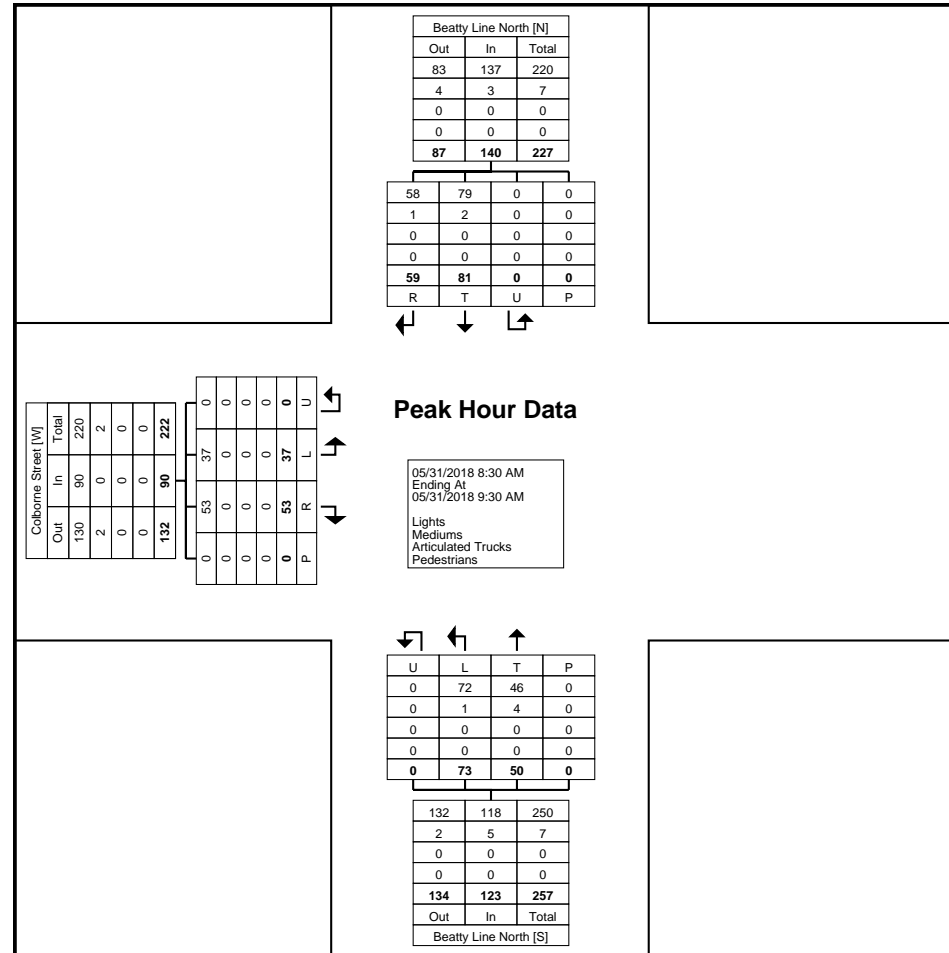 Beatty Line North [N]
Out In Total
83 137 220
4 3 7
0 0 0
0 0 0
87 140 227
58 79 0 0
1 2 0 0
0 0 0 0
0 0 0 0
59 81 0 0
R T U P
Colborne Street [W]
Out In Total
130 90 220
2 0 2
0 0 0
0 0 0
132 90 222
0 53 37 0
0 0 0 0
0 0 0 0
0 0 0 0
0 53 37 0
P R L U
Peak Hour Data
05/31/2018 8:30 AM
Ending At
05/31/2018 9:30 AM
Lights
Mediums
Articulated Trucks
Pedestrians
U L T P
0 72 46 0
0 1 4 0
0 0 0 0
0 0 0 0
0 73 50 0
132 118 250
2 5 7
0 0 0
0 0 0
134 123 257
Out In Total
Beatty Line North [S]